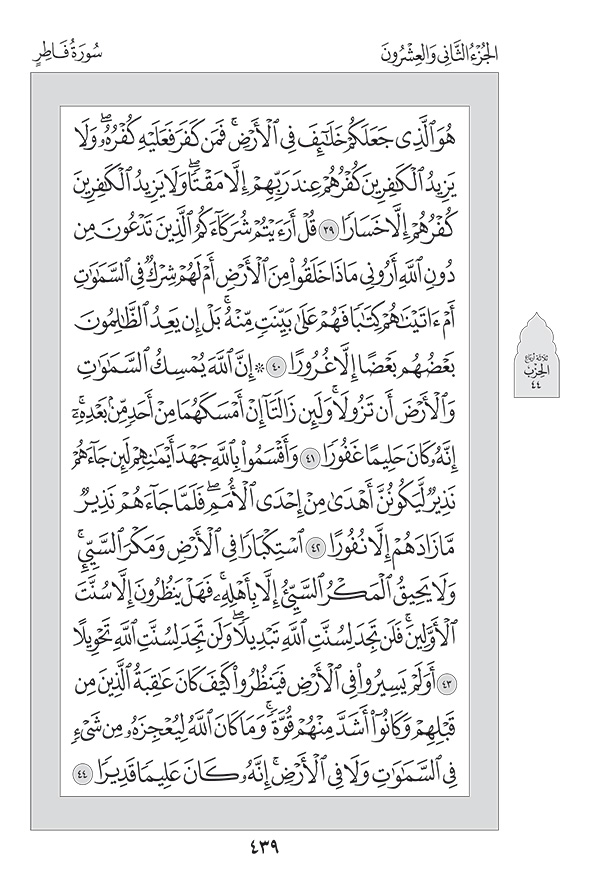 الجُزْءُ الثَّانِي وَالعِشْرُونَ
سُورَةُ فَاطِرٍ
هُوَ ٱلَّذِى جَعَلَكُمْ خَلَٰٓئِفَ فِى ٱلْأَرْضِۚ فَمَن كَفَرَ فَعَلَيْهِ كُفْرُهُۥۖ وَلَا
يَزِيدُ ٱلْكَٰفِرِينَ كُفْرُهُمْ عِندَ رَبِّهِمْ إِلَّا مَقْتًاۖ وَلَا يَزِيدُ ٱلْكَٰفِرِينَ
كُفْرُهُمْ إِلَّا خَسَارًا ٣٩ قُلْ أَرَءَيْتُمْ شُرَكَآءَكُمُ ٱلَّذِينَ تَدْعُونَ مِن
دُونِ ٱللَّهِ أَرُونِى مَاذَا خَلَقُوا۟ مِنَ ٱلْأَرْضِ أَمْ لَهُمْ شِرْكٌ فِى ٱلسَّمَٰوَٰتِ
أَمْ ءَاتَيْنَٰهُمْ كِتَٰبًا فَهُمْ عَلَىٰ بَيِّنَتٍ مِّنْهُۚ بَلْ إِن يَعِدُ ٱلظَّٰلِمُونَ
بَعْضُهُم بَعْضًا إِلَّا غُرُورًا ٤٠ ۞ إِنَّ ٱللَّهَ يُمْسِكُ ٱلسَّمَٰوَٰتِ
وَٱلْأَرْضَ أَن تَزُولَاۚ وَلَئِن زَالَتَآ إِنْ أَمْسَكَهُمَا مِنْ أَحَدٍ مِّنۢ بَعْدِهِۦٓۚ
إِنَّهُۥ كَانَ حَلِيمًا غَفُورًا ٤١ وَأَقْسَمُوا۟ بِٱللَّهِ جَهْدَ أَيْمَٰنِهِمْ لَئِن جَآءَهُمْ
نَذِيرٌ لَّيَكُونُنَّ أَهْدَىٰ مِنْ إِحْدَى ٱلْأُمَمِۖ فَلَمَّا جَآءَهُمْ نَذِيرٌ
مَّا زَادَهُمْ إِلَّا نُفُورًا ٤٢ ٱسْتِكْبَارًا فِى ٱلْأَرْضِ وَمَكْرَ ٱلسَّيِّئِۚ
وَلَا يَحِيقُ ٱلْمَكْرُ ٱلسَّيِّئُ إِلَّا بِأَهْلِهِۦۚ فَهَلْ يَنظُرُونَ إِلَّا سُنَّتَ
ٱلْأَوَّلِينَۚ فَلَن تَجِدَ لِسُنَّتِ ٱللَّهِ تَبْدِيلًاۖ وَلَن تَجِدَ لِسُنَّتِ ٱللَّهِ تَحْوِيلًا
٤٣ أَوَلَمْ يَسِيرُوا۟ فِى ٱلْأَرْضِ فَيَنظُرُوا۟ كَيْفَ كَانَ عَٰقِبَةُ ٱلَّذِينَ مِن
قَبْلِهِمْ وَكَانُوٓا۟ أَشَدَّ مِنْهُمْ قُوَّةًۚ وَمَا كَانَ ٱللَّهُ لِيُعْجِزَهُۥ مِن شَىْءٍ
فِى ٱلسَّمَٰوَٰتِ وَلَا فِى ٱلْأَرْضِۚ إِنَّهُۥ كَانَ عَلِيمًا قَدِيرًا ٤٤
ثلاثة أرباع
الحزب
٤٤
٤٣٩